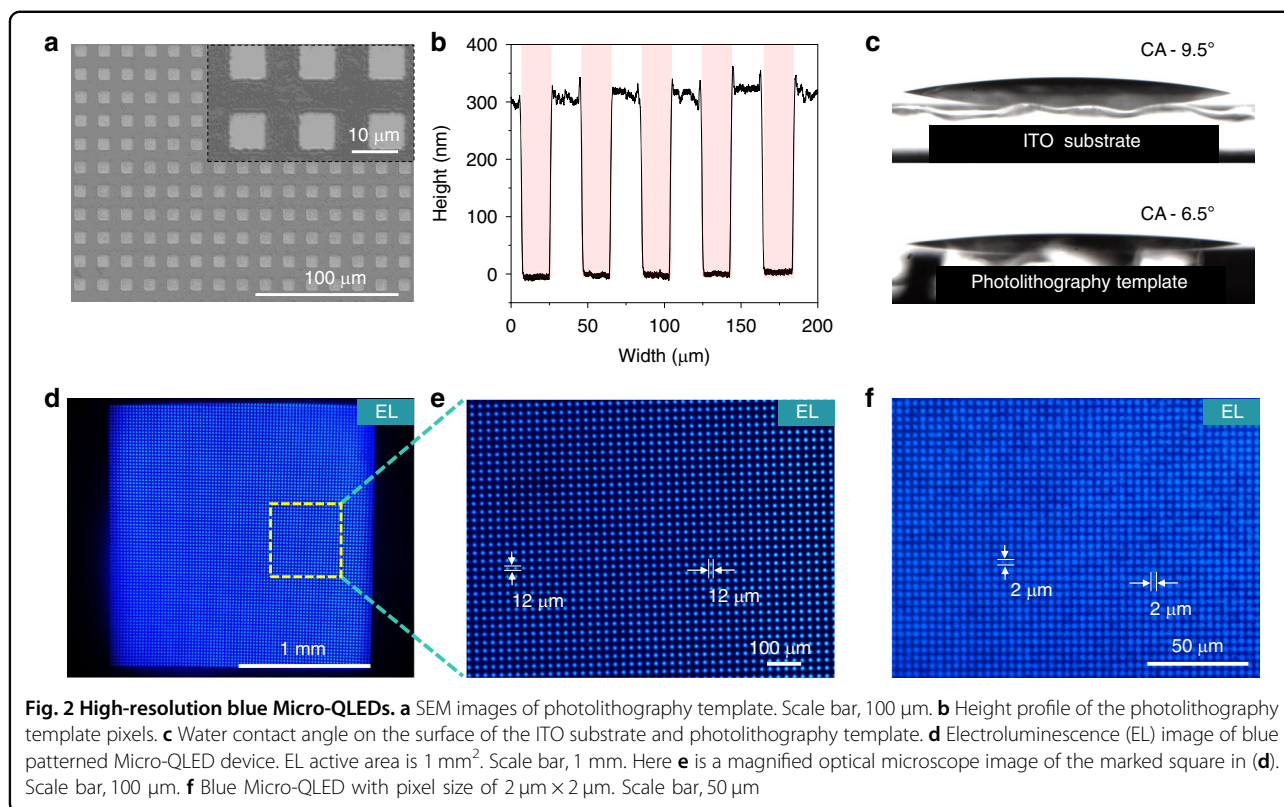 a
10 μm
100 μm
b
400
300
200
100
0
Height (nm)
0
50
100
150
200
Width (μm)
c
CA - 9.5°
ITO substrate
CA - 6.5°
Photolithography template
d
EL
1 mm
e
EL
12 μm
12 μm
100 μm
f
EL
2 μm
2 μm
50 μm
Fig. 2 High-resolution blue Micro-QLEDs. a SEM images of photolithography template. Scale bar, 100 μm. b Height profile of the photolithography
template pixels. c Water contact angle on the surface of the ITO substrate and photolithography template. d Electroluminescence (EL) image of blue
patterned Micro-QLED device. EL active area is 1 mm². Scale bar, 1 mm. Here e is a magnified optical microscope image of the marked square in (d).
Scale bar, 100 μm. f Blue Micro-QLED with pixel size of 2 μm × 2 μm. Scale bar, 50 μm